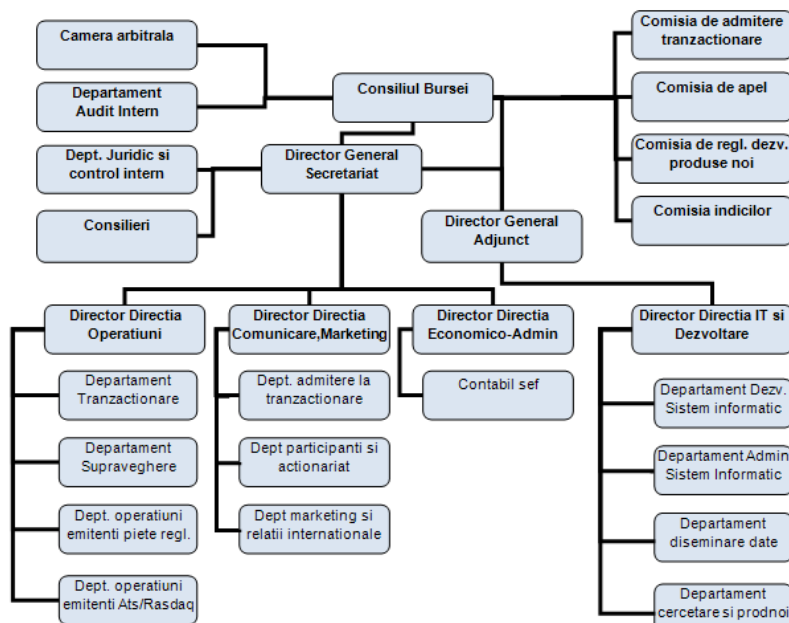 Camera arbitrala
Departament
Audit Intern
Dept. Juridic si
control intern
Consilieri
Consiliul Bursei
Director General
Secretariat
Director General
Adjunct
Comisia de admitere
tranzactionare
Comisia de apel
Comisia de regl. dezv.
produse noi
Comisia indicilor
Director Directia
Operatiuni
Departament
Tranzactionare
Departament
Supraveghere
Dept. operatiuni
emitenti piete regl.
Dept. operatiuni
emitenti Ats/Rasdaq
Director Directia
Comunicare,Marketing
Dept. admitere la
tranzactionare
Dept participanti si
actionariat
Dept marketing si
relatii internationale
Director Directia
Economico-Admin
Contabil sef
Director Directia IT si
Dezvoltare
Departament Dezv.
Sistem informatic
Departament Admin
Sistem Informatic
Departament
diseminare date
Departament
cercetare si prodnoi